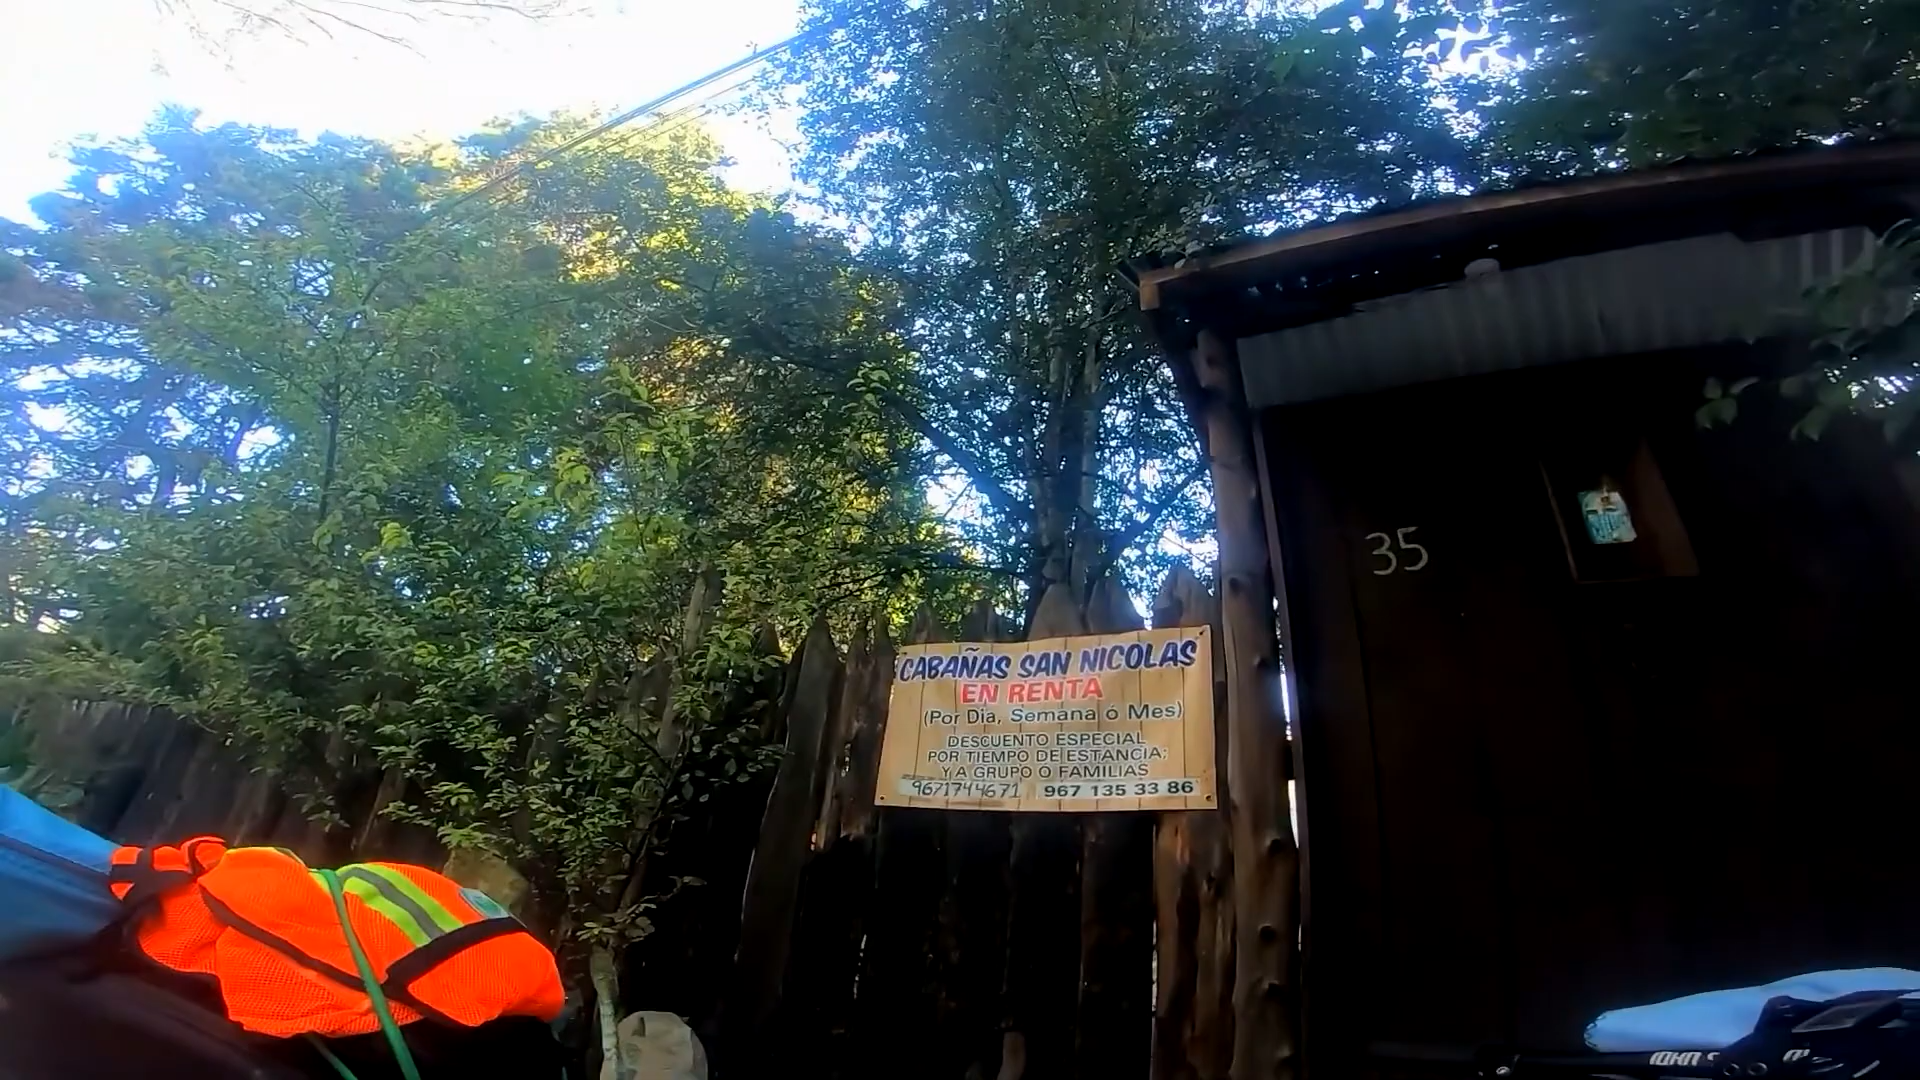 CABAÑAS SAN NICOLAS
EN RENTA
(Por Dia, Semana ó Mes)
DESCUENTO ESPECIAL
POR TIEMPO DE ESTANCIA;
Y A GRUPO O FAMILIAS
9671744671 967 135 33 86
35